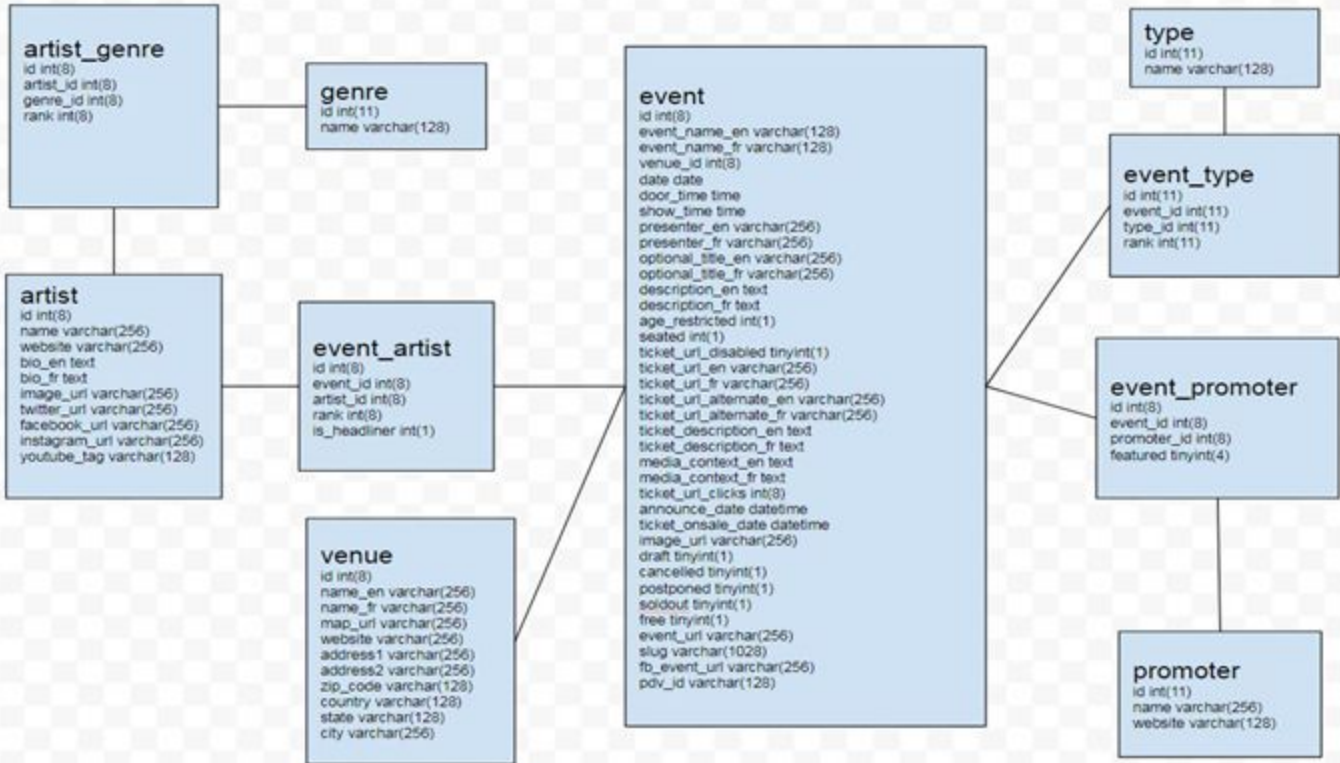 artist_genre
id int(8)
artist_id int(8)
genre_id int(8)
rank int(8)
genre
id int(11)
name varchar(128)
artist
id int(8)
name varchar(256)
website varchar(256)
bio_en text
bio_fr text
image_url varchar(256)
twitter_url varchar(256)
facebook_url varchar(256)
instagram_url varchar(256)
youtube_tag varchar(128)
event_artist
id int(8)
event_id int(8)
artist_id int(8)
rank int(8)
is_headliner int(1)
venue
id int(8)
name_en varchar(256)
name_fr varchar(256)
map_url varchar(256)
website varchar(256)
address1 varchar(256)
address2 varchar(256)
zip_code varchar(128)
country varchar(128)
state varchar(128)
city varchar(256)
event
id int(8)
event_name_en varchar(128)
event_name_fr varchar(128)
venue_id int(8)
date date
door_time time
show_time time
presenter_en varchar(256)
presenter_fr varchar(256)
optional_title_en varchar(256)
optional_title_fr varchar(256)
description_en text
description_fr text
age_restricted int(1)
seated int(1)
ticket_url_disabled tinyint(1)
ticket_url_en varchar(256)
ticket_url_fr varchar(256)
ticket_url_alternate_en varchar(256)
ticket_url_alternate_fr varchar(256)
ticket_description_en text
ticket_description_fr text
media_context_en text
media_context_fr text
ticket_url_clicks int(8)
announce_date datetime
ticket_onsale_date datetime
image_url varchar(256)
draft tinyint(1)
cancelled tinyint(1)
postponed tinyint(1)
soldout tinyint(1)
free tinyint(1)
event_url varchar(256)
slug varchar(1028)
fb_event_url varchar(256)
pdv_id varchar(128)
type
id int(11)
name varchar(128)
event_type
id int(11)
event_id int(11)
type_id int(11)
rank int(11)
event_promoter
id int(8)
event_id int(8)
promoter_id int(8)
featured tinyint(4)
promoter
id int(11)
name varchar(256)
website varchar(128)